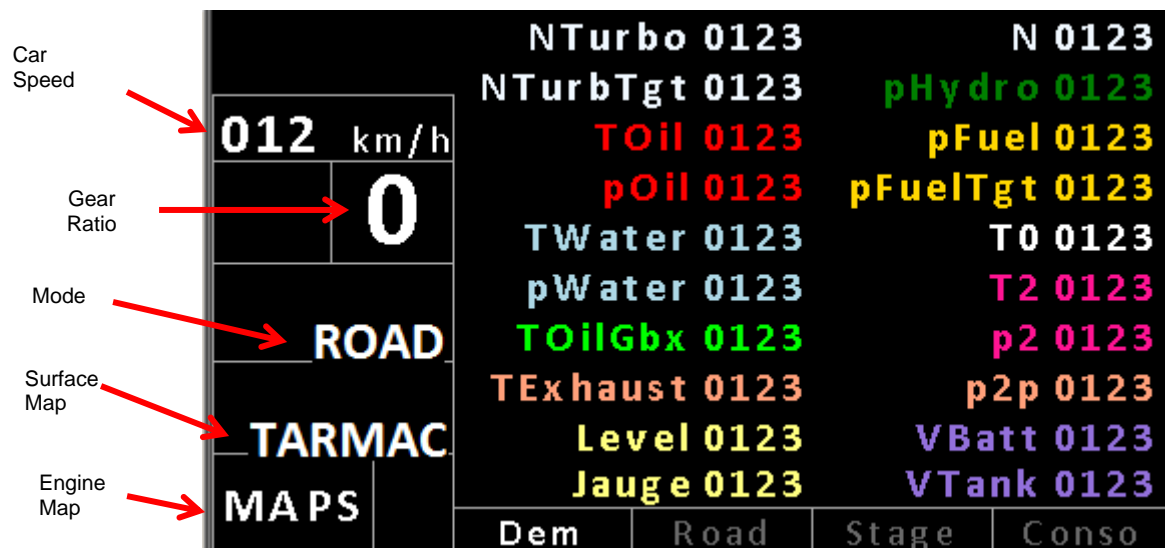 Car
Speed
Gear
Ratio
Mode
Surface
Map
Engine
Map
012 km/h
0
ROAD
TARMAC
MAPS
NTurbo 0123
NTurbTgt 0123
TOil 0123
pOil 0123
TWater 0123
pWater 0123
TOilGbx 0123
TExhaust 0123
Level 0123
Jauge 0123
N 0123
pHydro 0123
pFuel 0123
pFuelTgt 0123
T0 0123
T2 0123
p2 0123
p2p 0123
VBatt 0123
VTank 0123
Dem Road Stage Conso